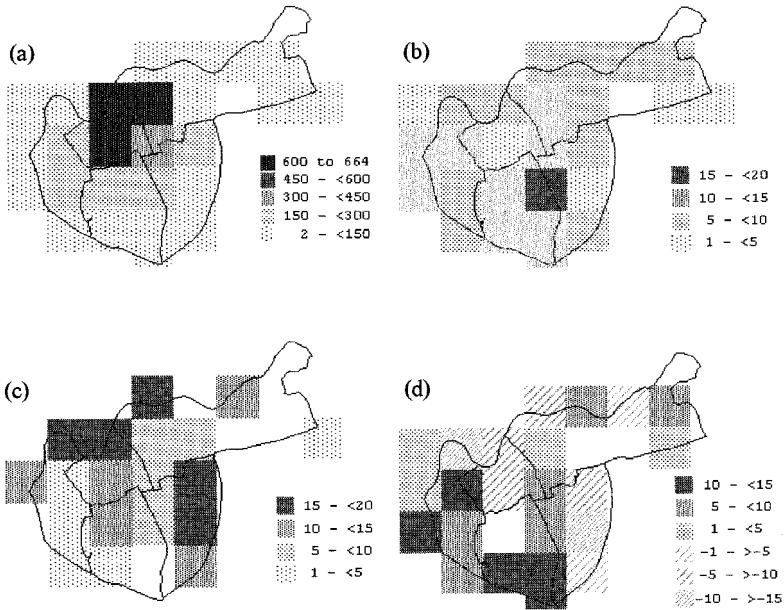 (a)
600 to 664
450 - <600
300 - <450
150 - <300
2 - <150
(b)
15 - <20
10 - <15
5 - <10
1 - <5
(c)
15 - <20
10 - <15
5 - <10
1 - <5
(d)
10 - <15
5 - <10
1 - <5
-1 - >-5
-5 - >-10
-10 - >-15